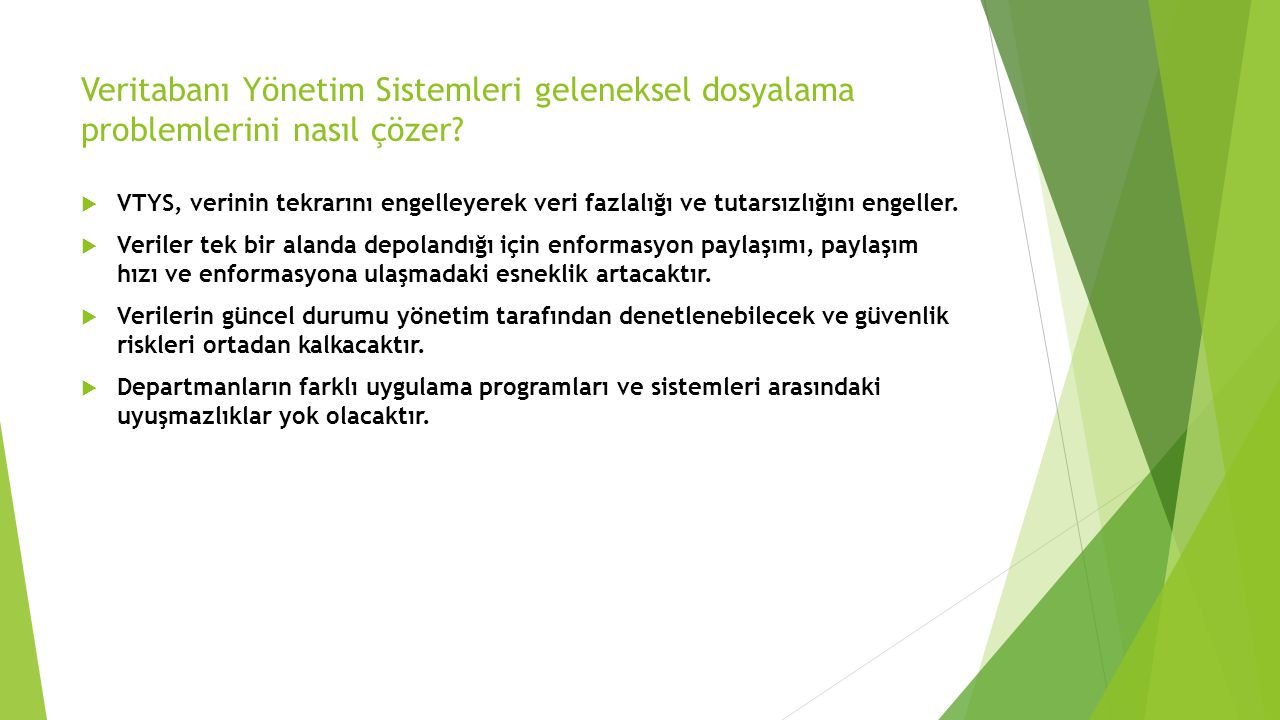 Veritabanı Yönetim Sistemleri geleneksel dosyalama
problemlerini nasıl çözer?
VTYS, verinin tekrarını engelleyerek veri fazlalığı ve tutarsızlığını engeller.
Veriler tek bir alanda depolandığı için enformasyon paylaşımı, paylaşım
hızı ve enformasyona ulaşmadaki esneklik artacaktır.
Verilerin güncel durumu yönetim tarafından denetlenebilecek ve güvenlik
riskleri ortadan kalkacaktır.
Departmanların farklı uygulama programları ve sistemleri arasındaki
uyuşmazlıklar yok olacaktır.